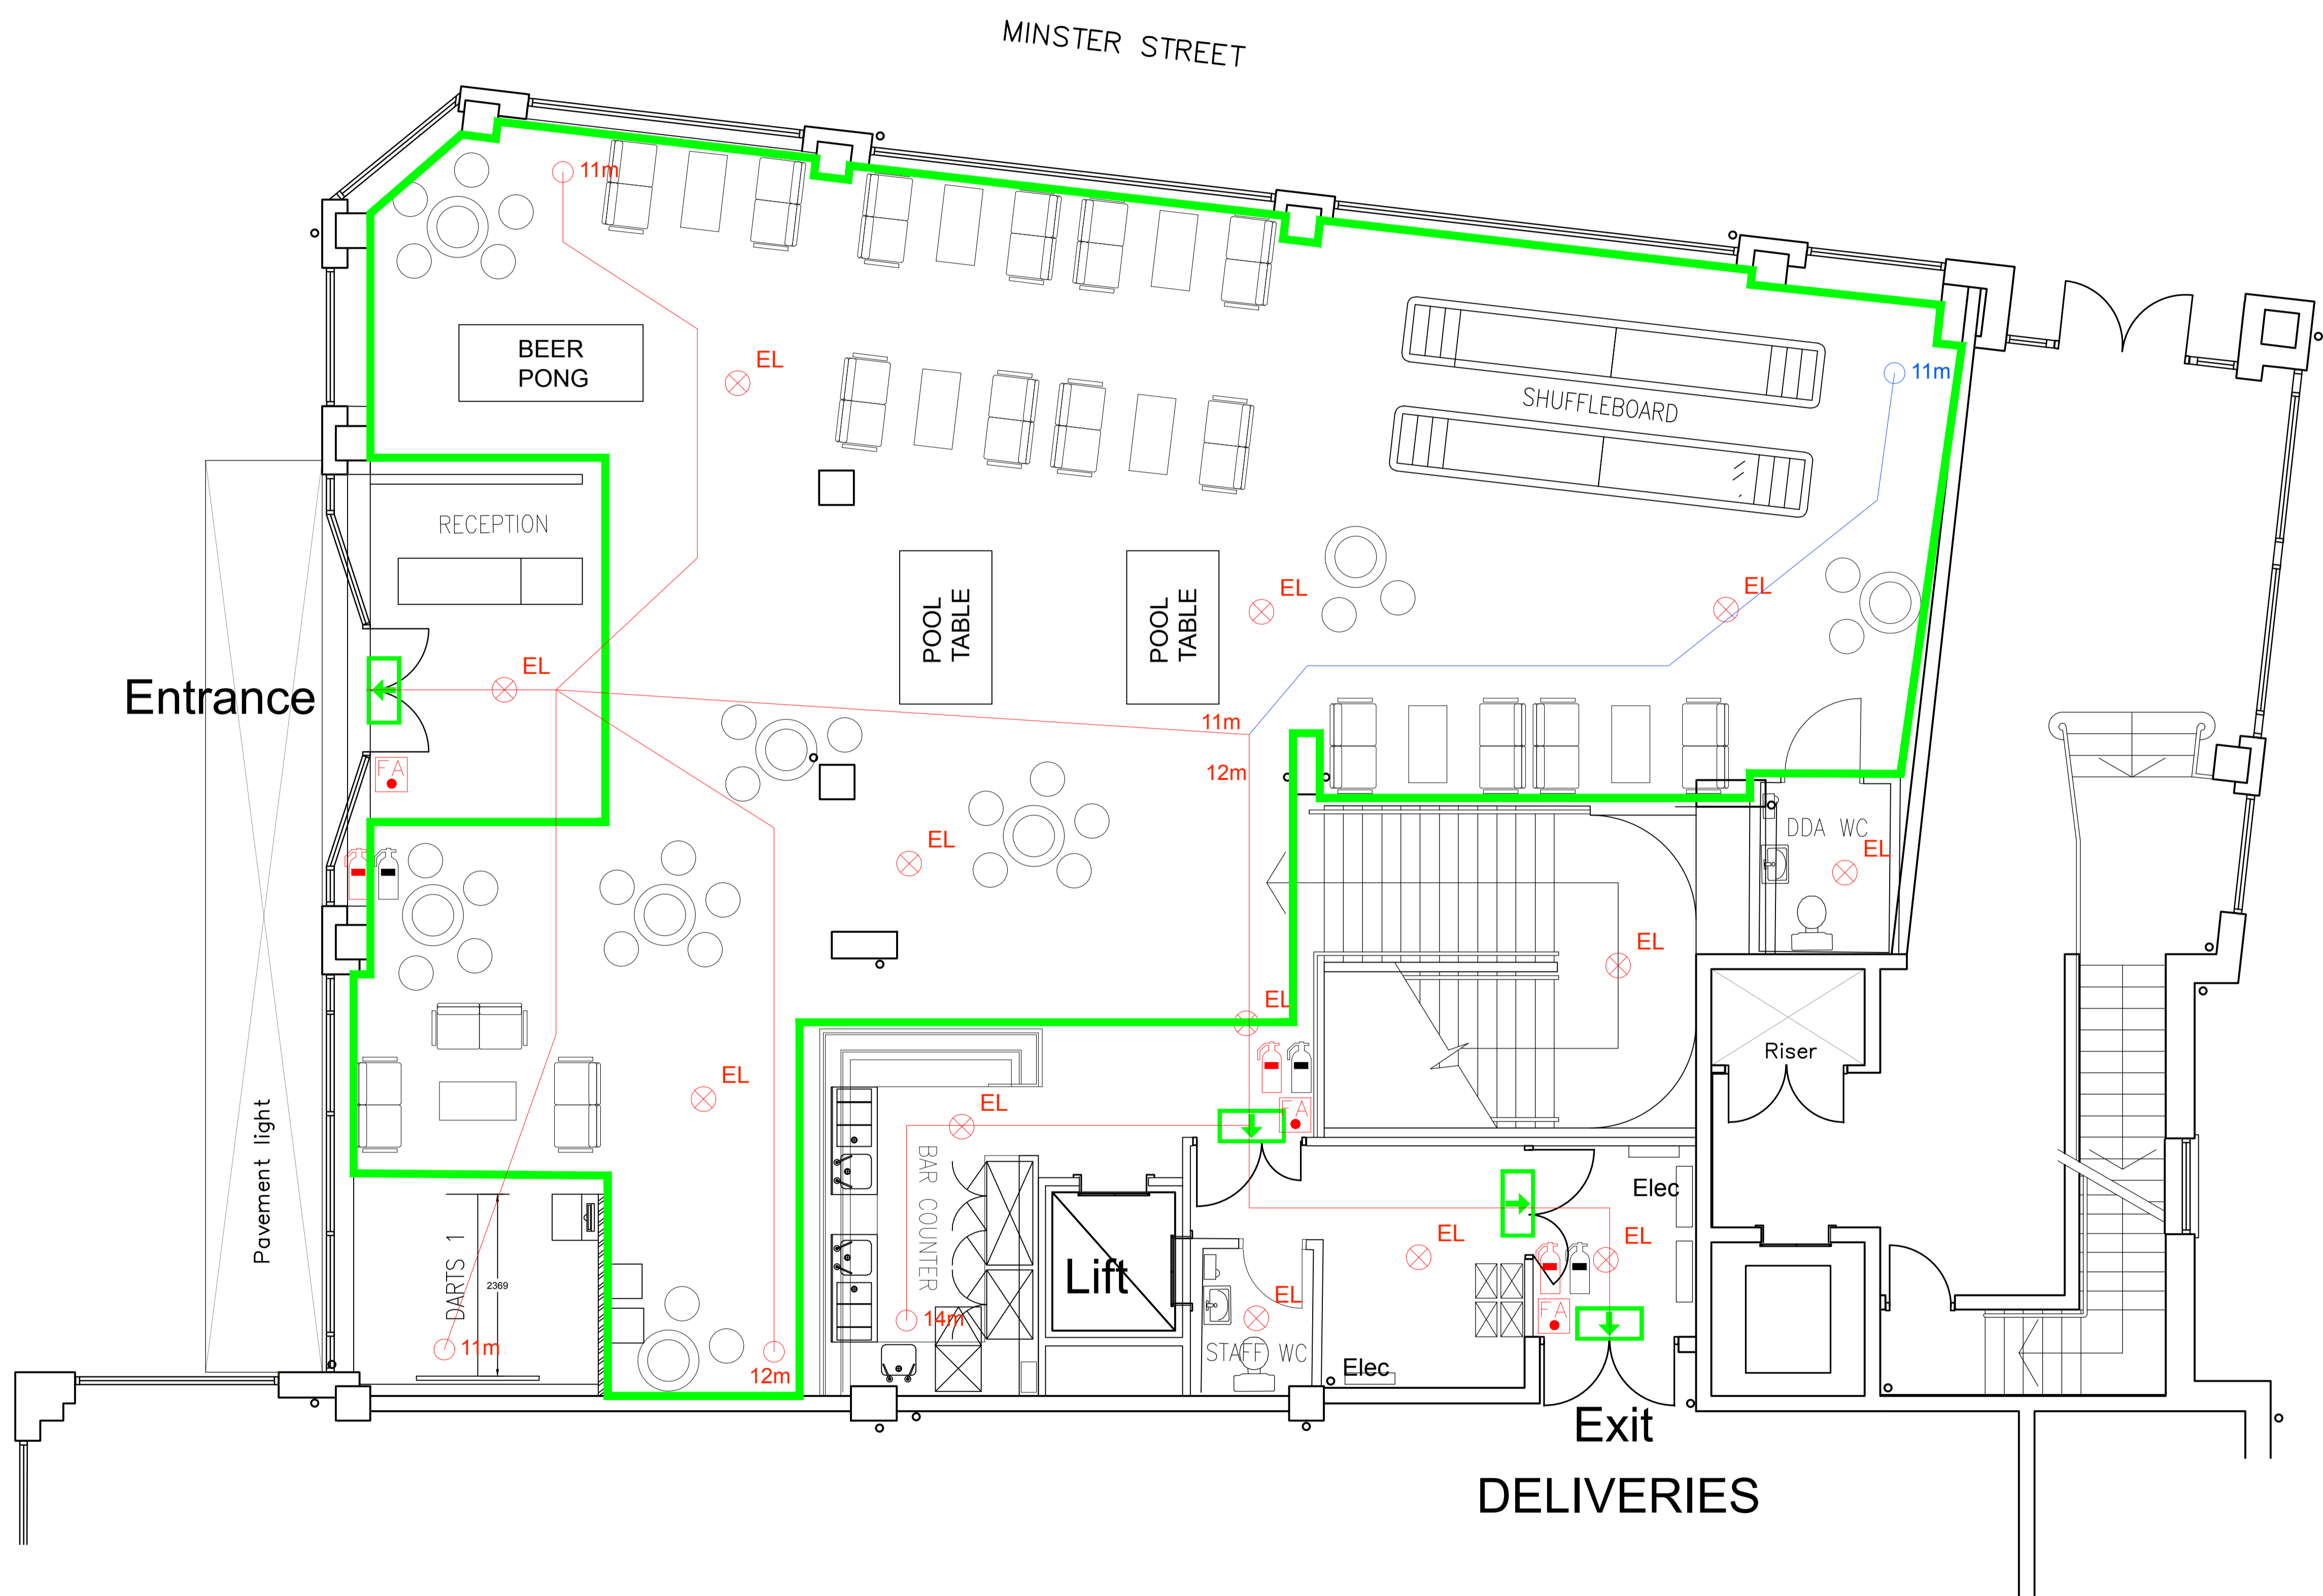 MINSTER STREET
11m
BEER
PONG
EL
11m
SHUFFLEBOARD
RECEPTION
POOL
TABLE
POOL
TABLE
EL
EL
EL
Entrance
11m
12m
FA
DDA WC
EL
EL
EL
EL
Riser
EL
EL
FA
Pavement light
BAR COUNTER
Elec
DARTS 1
2369
Lift
EL
EL
EL
FA
14m
11m
STAFF WC
12m
Elec
Exit
DELIVERIES